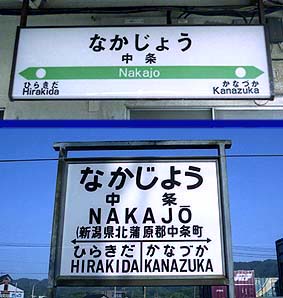 なかじょう
中条
Nakajo
ひらきだ かなづか
Hirakida Kanazuka
なかじよう
中条
NAKAJŌ
(新潟県北蒲原郡中条町
ひらきだ かなづか
HIRAKIDA KANAZUKA